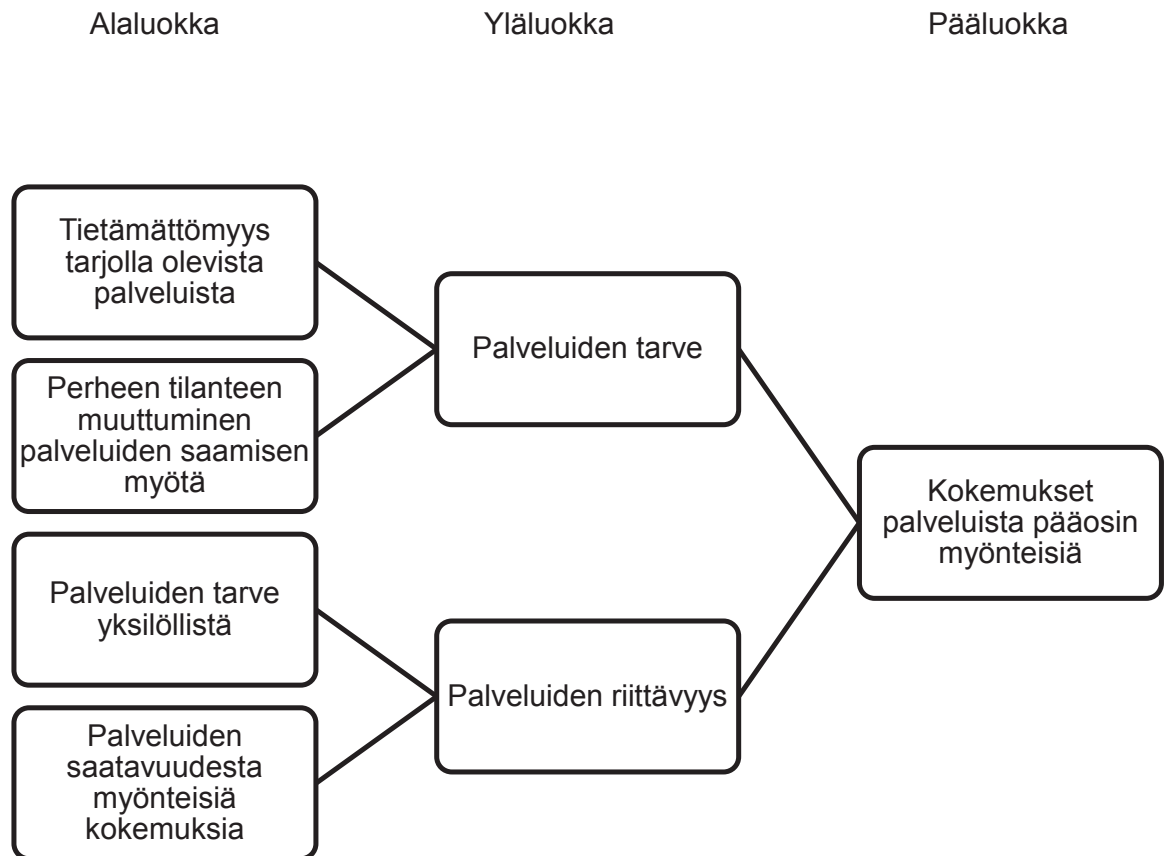 Alaluokka
Yläluokka
Pääluokka
Tietämättömyys
tarjolla olevista
palveluista
Perheen tilanteen
muuttuminen
palveluiden saamisen
myötä
Palveluiden tarve
yksilöllistä
Palveluiden
saatavuudesta
myönteisiä
kokemuksia
Palveluiden tarve
Palveluiden riittävyys
Kokemukset
palveluista pääosin
myönteisiä